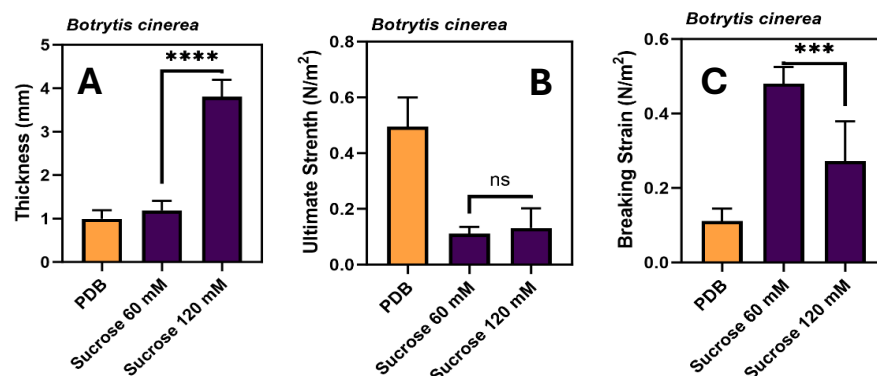 Botrytis cinerea
A
****
Thickness (mm)
5
4
3
2
1
0
PDB
Sucrose 60 mM
Sucrose 120 mM
Botrytis cinerea
B
ns
Ultimate Strenth (N/m²)
0.8
0.6
0.4
0.2
0.0
PDB
Sucrose 60 mM
Sucrose 120 mM
Botrytis cinerea
C
***
Breaking Strain (N/m²)
0.6
0.4
0.2
0.0
PDB
Sucrose 60 mM
Sucrose 120 mM